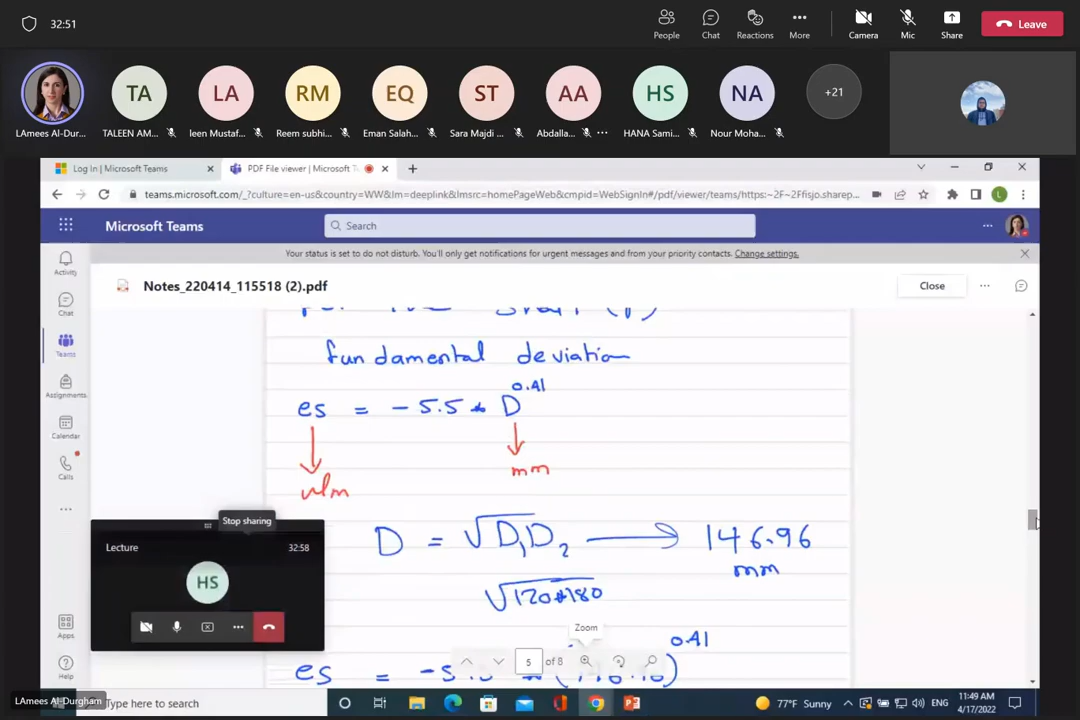 32:51
People
Chat
Reactions
More
Camera
Mic
Share
Leave
TA
LA
RM
EQ
ST
AA
HS
NA
+21
LAmees Al-Dur...
TALEEN AM...
leen Mustaf...
Reem subhi...
Eman Salah...
Sara Majdi ...
Abdalla...
HANA Sami...
Nour Moha...
Log In | Microsoft Teams
PDF File viewer | Microsoft T
teams.microsoft.com/_?culture=en-us&country=WW&lm=deeplink&lmsrc=homePageWeb&cmpid=WebSignIn#/pdf/viewer/teams/https:~2F~2Ffisjo.sharep...
L
Microsoft Teams
Search
Your status is set to do not disturb. You'll only get notifications for urgent messages and from your priority contacts. Change settings.
Activity
Chat
Teams
Assignments
Calendar
Calls
Apps
Help
Notes_220414_115518 (2).pdf
Close
fundamental deviation
es = -5.5 * D^0.41
mm
D = √D₁D₂ → 146.96
mm
√120*180
Stop sharing
Lecture
32:58
HS
Zoom
5 of 8
0.41
es =
LAmees Al-Durgham
here to search
77°F Sunny
ENG
11:49 AM
4/17/2022